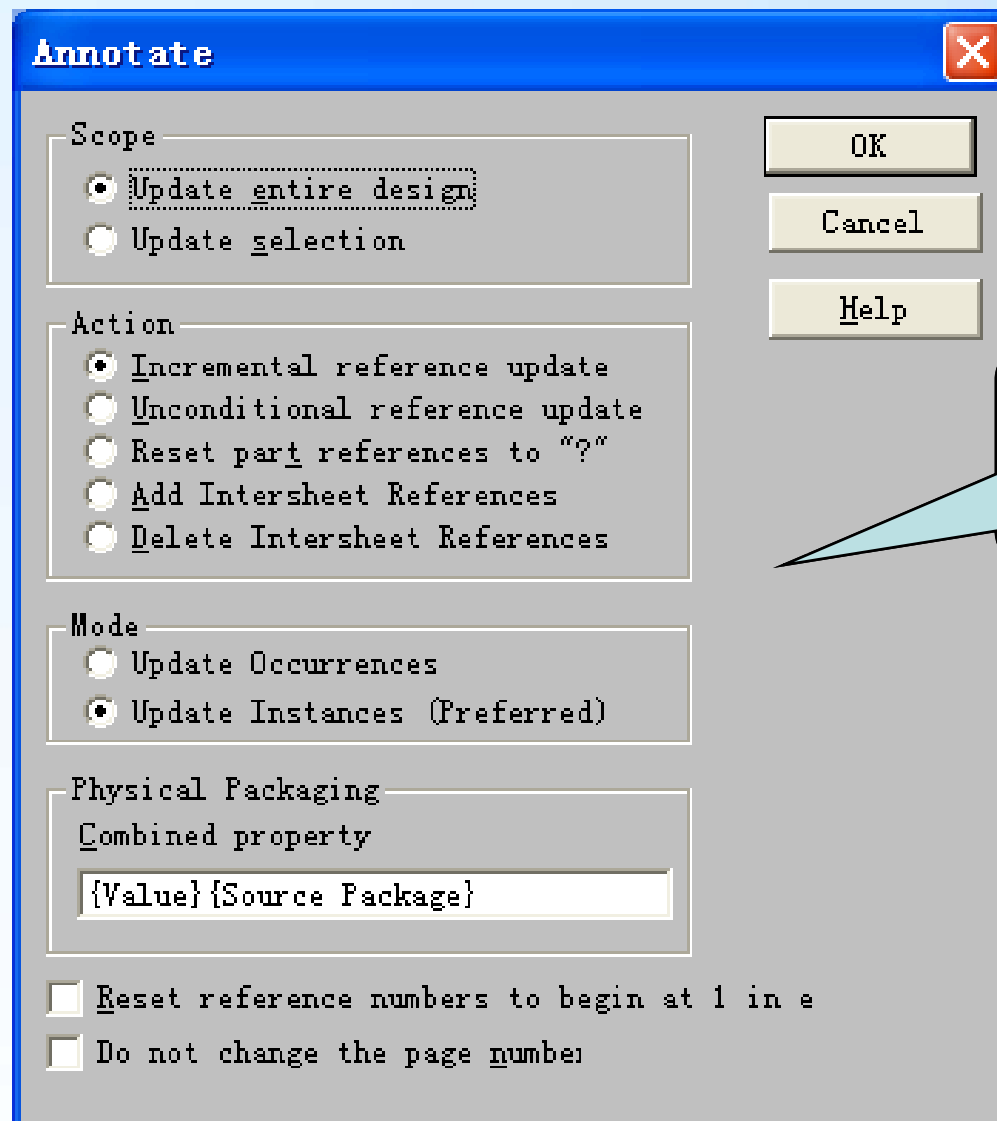 Annotate
Scope
Update entire design
Update selection
OK
Cancel
Help
Action
Incremental reference update
Unconditional reference update
Reset part references to "?"
Add Intersheet References
Delete Intersheet References
Mode
Update Occurrences
Update Instances (Preferred)
Physical Packaging
Combined property
{Value}{Source Package}
Reset reference numbers to begin at 1 in e
Do not change the page number